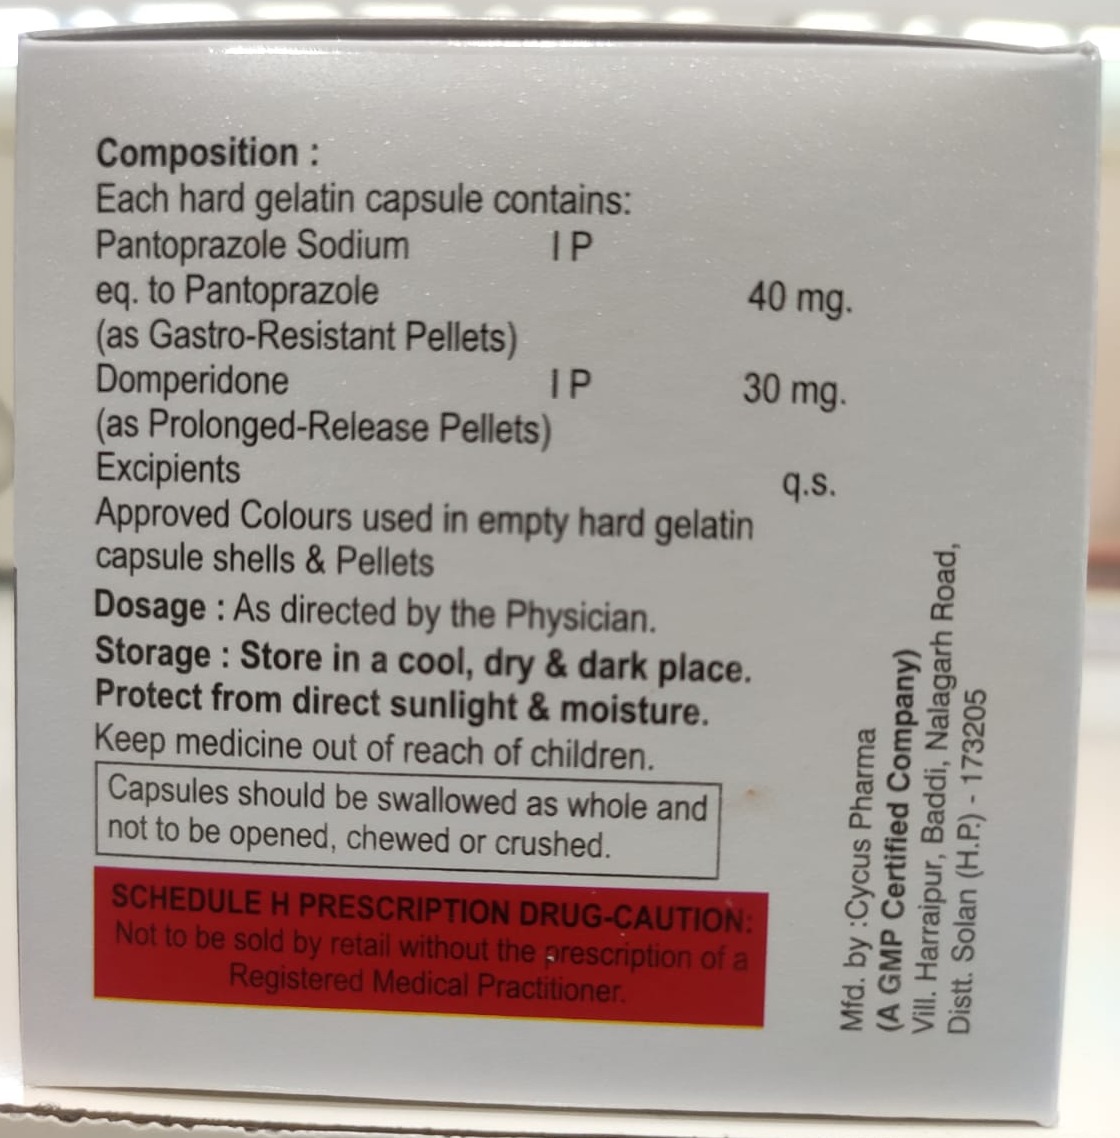 Composition :
Each hard gelatin capsule contains:
Pantoprazole Sodium I P
eq. to Pantoprazole 40 mg.
(as Gastro-Resistant Pellets)
Domperidone I P 30 mg.
(as Prolonged-Release Pellets)
Excipients q.s.
Approved Colours used in empty hard gelatin
capsule shells & Pellets
Dosage : As directed by the Physician.
Storage : Store in a cool, dry & dark place.
Protect from direct sunlight & moisture.
Keep medicine out of reach of children.
Capsules should be swallowed as whole and
not to be opened, chewed or crushed.
SCHEDULE H PRESCRIPTION DRUG-CAUTION:
Not to be sold by retail without the prescription of a
Registered Medical Practitioner.
Mfd. by :Cycus Pharma
(A GMP Certified Company)
Vill. Harraipur, Baddi, Nalagarh Road,
Distt. Solan (H.P.) - 173205